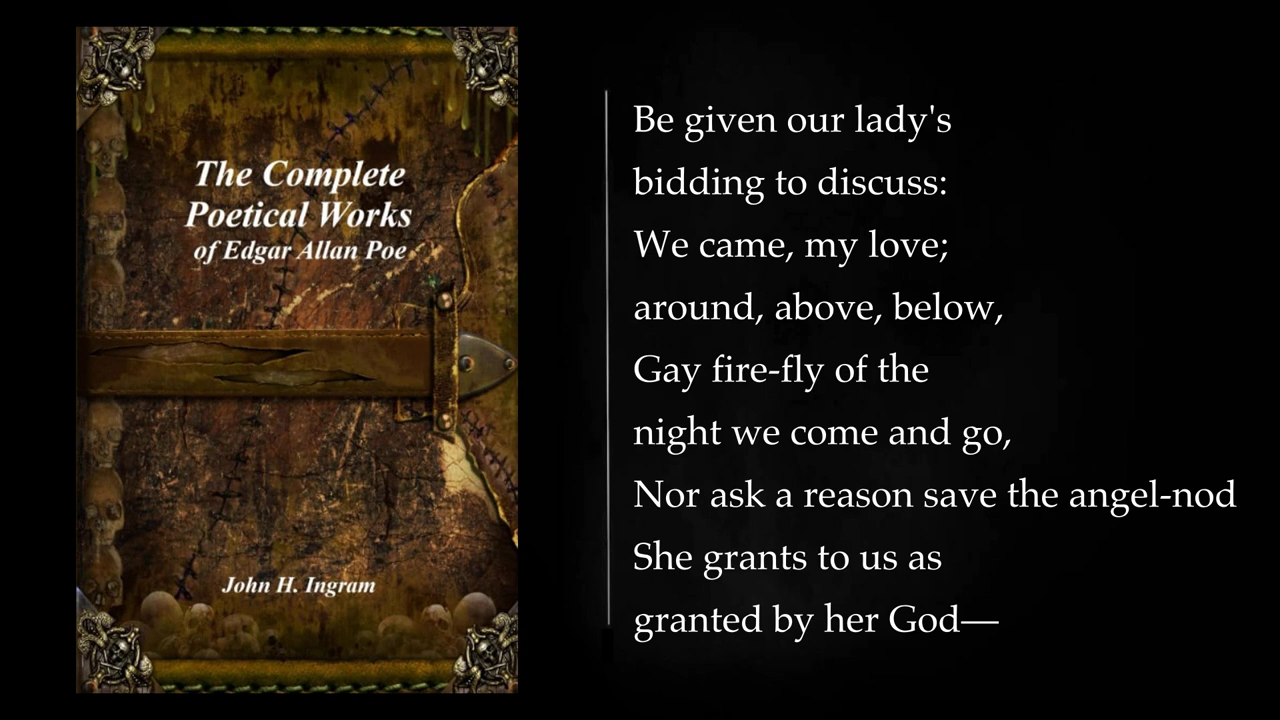 The Complete
Poetical Works
of Edgar Allan Poe
John H. Ingram
Be given our lady's
bidding to discuss:
We came, my love;
around, above, below,
Gay fire-fly of the
night we come and go,
Nor ask a reason save the angel-nod
She grants to us as
granted by her God—